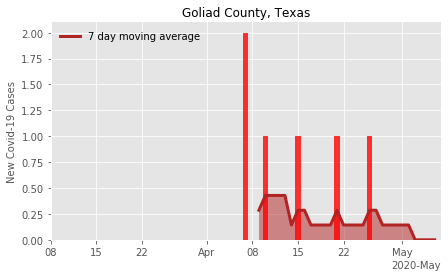 Goliad County, Texas
7 day moving average
New Covid-19 Cases
2.00
1.75
1.50
1.25
1.00
0.75
0.50
0.25
0.00
08 15 22 Apr 08 15 22 May
2020-May